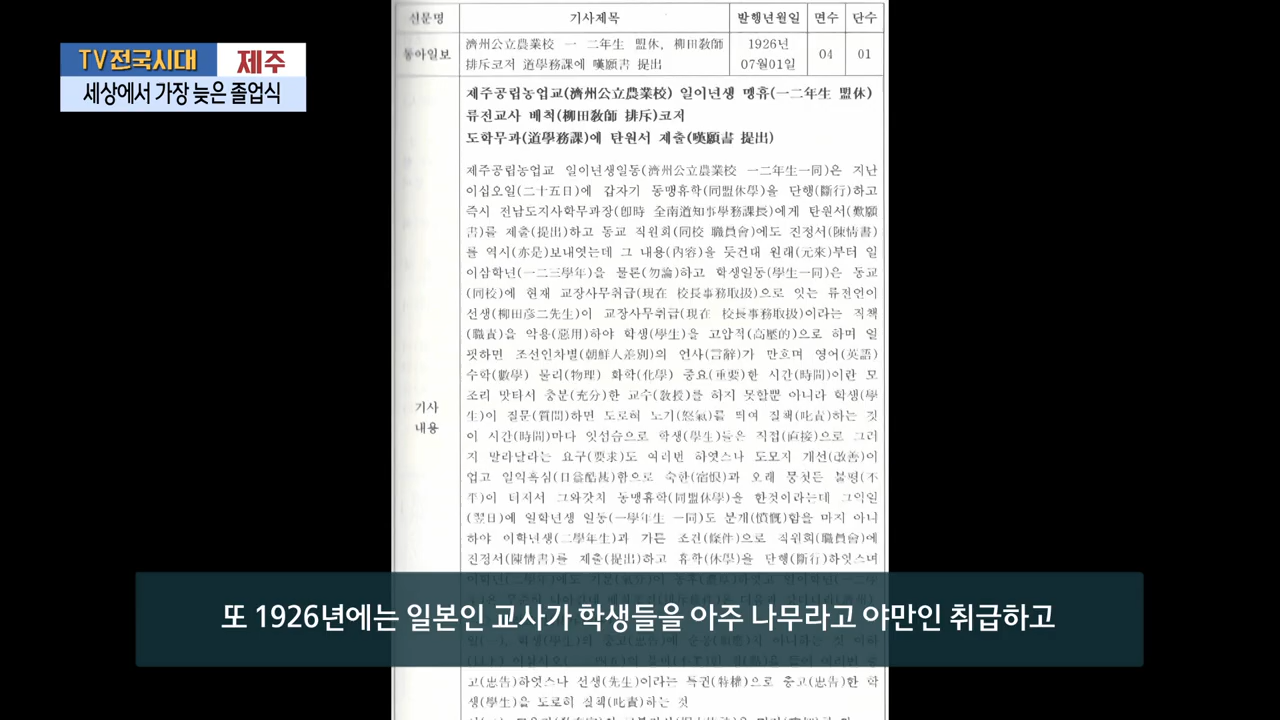 TV전국시대 제주
세상에서 가장 늦은 졸업식
신문명 기사제목 발행년월일 면수 단수
동아일보 濟州公立農業校 一 二年生 盟休, 柳田敎師 排斥코저 道學務課에 嘆願書 提出 1926년 07월01일 04 01
제주공립농업교(濟州公立農業校) 일이년생 맹휴(一二年生 盟休)
류전교사 배척(柳田敎師 排斥)코저
도학무과(道學務課)에 탄원서 제출(嘆願書 提出)
기사
내용
제주공립농업교 일이년생일동(濟州公立農業校 一二年生一同)은 지난
이십오일(二十五日)에 갑자기 동맹휴학(同盟休學)을 단행(斷行)하고
즉시 전남도지사학무과장(卽時 全南道知事學務課長)에게 탄원서(歎願
書)를 제출(提出)하고 동교 직원회(同校 職員會)에도 진정서(陳情書)
를 역시(亦是)보내엿는데 그 내용(內容)을 듯건대 원래(元來)부터 일
이삼학년(一二三學年)을 물론(勿論)하고 학생일동(學生一同)은 동교
(同校)에 현재 교장사무취급(現在 校長事務取扱)으로 잇는 류전언이
선생(柳田彦二先生)이 교장사무취급(現在 校長事務取扱)이라는 직책
(職責)을 악용(惡用)하야 학생(學生)을 고압적(高壓的)으로 하며 얼
핏하면 조선인차별(朝鮮人差別)의 언사(言辭)가 만흐며 영어(英語)
수학(數學) 물리(物理) 화학(化學) 중요(重要)한 시간(時間)이란 모
조리 맛타서 충분(充分)한 교수(敎授)를 하지 못할뿐 아니라 학생(學
生)이 질문(質問)하면 도로혀 노기(怒氣)를 띄여 질책(叱責)하는 것
이 시간(時間)마다 잇섬슴으로 학생(學生)들은 직접(直接)으로 그러
지 말라달라는 요구(要求)도 여러번 하엿스나 도모지 개선(改善)이
업고 일익혹심(日益酷甚)함으로 숙한(宿恨)과 오래 뭉칫든 불평(不
平)이 터저서 그와갓치 동맹휴학(同盟休學)을 한것이라는데 그익일
(翌日)에 일학년생 일동(一學年生 一同)도 분개(憤慨)함을 마지 아니
하야 이학년생(二學年生)과 가튼 조건(條件)으로 직원회(職員會)에
진정서(陳情書)를 제출(提出)하고 휴학(休學)을 단행(斷行)하잇스며
또 1926년에는 일본인 교사가 학생들을 아주 나무라고 야만인 취급하고
고(忠告)하엿스나 선생(先生)이라는 특권(特權)으로 충고(忠告)한 학
생(學生)을 도로혀 질책(叱責)하는 것